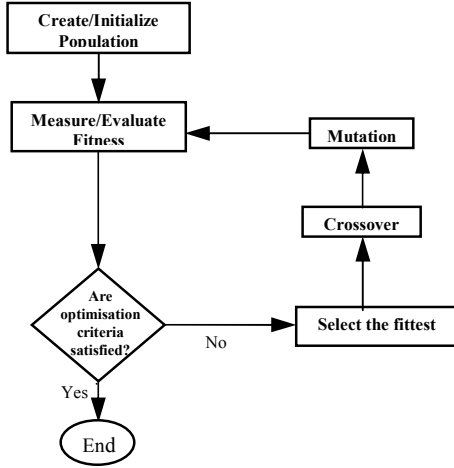 Create/Initialize
Population
Measure/Evaluate
Fitness
Mutation
Crossover
Are
optimisation
criteria
satisfied?
No
Select the fittest
Yes
End